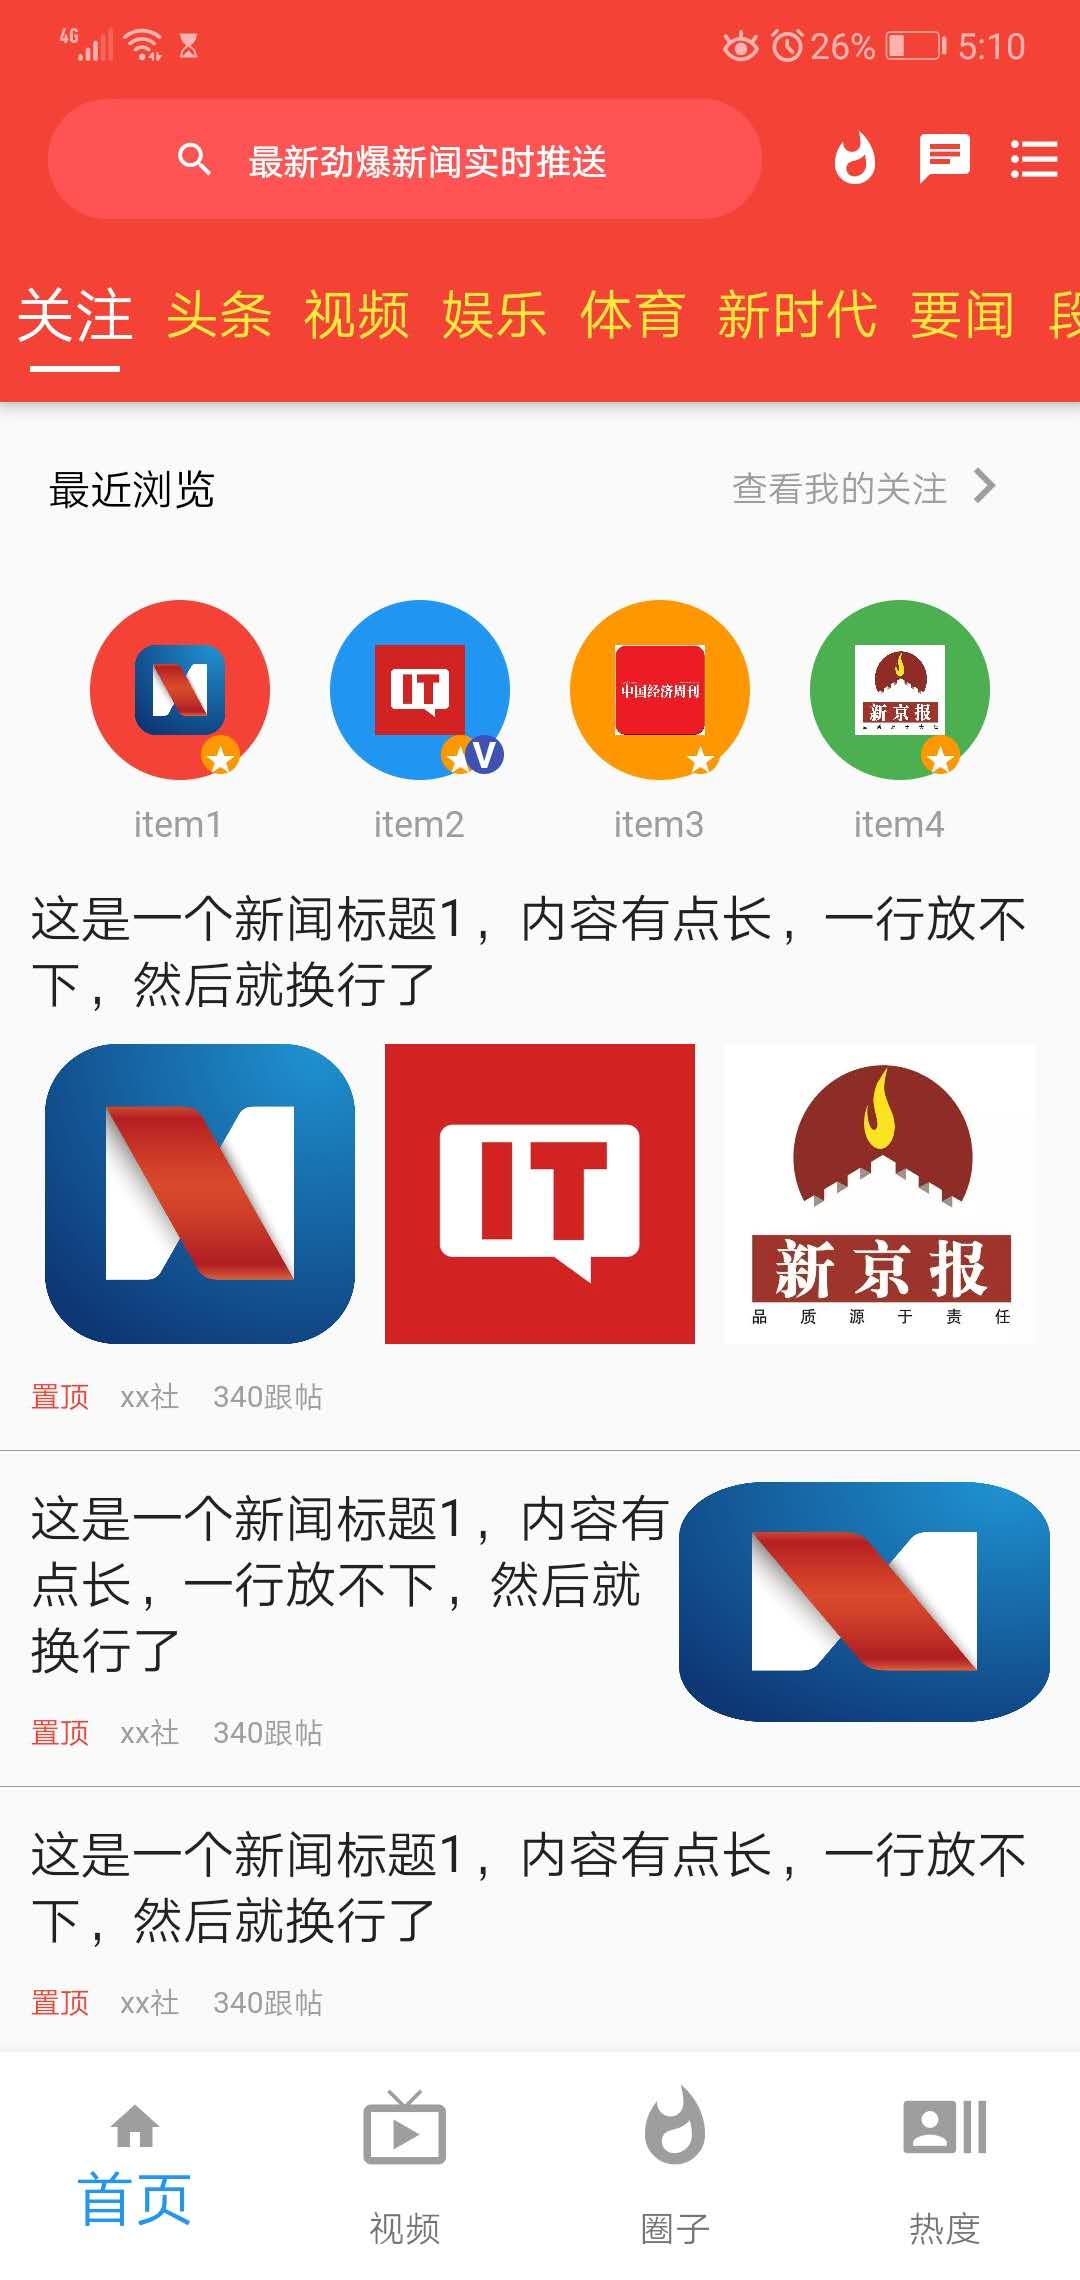 4G 26% 5:10
最新劲爆新闻实时推送
关注 头条 视频 娱乐 体育 新时代 要闻 段
最近浏览 查看我的关注
IT 中国经济周刊 新京报
V
item1 item2 item3 item4
这是一个新闻标题1，内容有点长，一行放不
下，然后就换行了
IT
新京报
品质源于责任
置顶 xx社 340跟帖
这是一个新闻标题1，内容有
点长，一行放不下，然后就
换行了
置顶 xx社 340跟帖
这是一个新闻标题1，内容有点长，一行放不
下，然后就换行了
置顶 xx社 340跟帖
首页 视频 圈子 热度